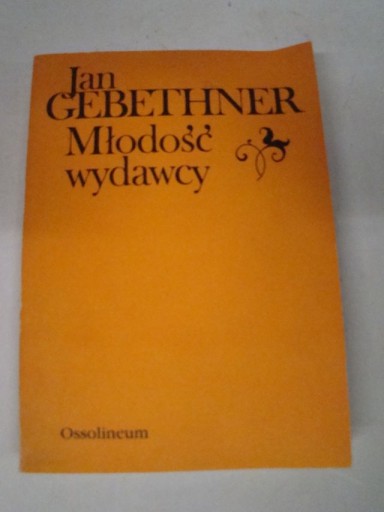 Jan
GEBETHNER
Młodość
wydawcy
Ossolineum